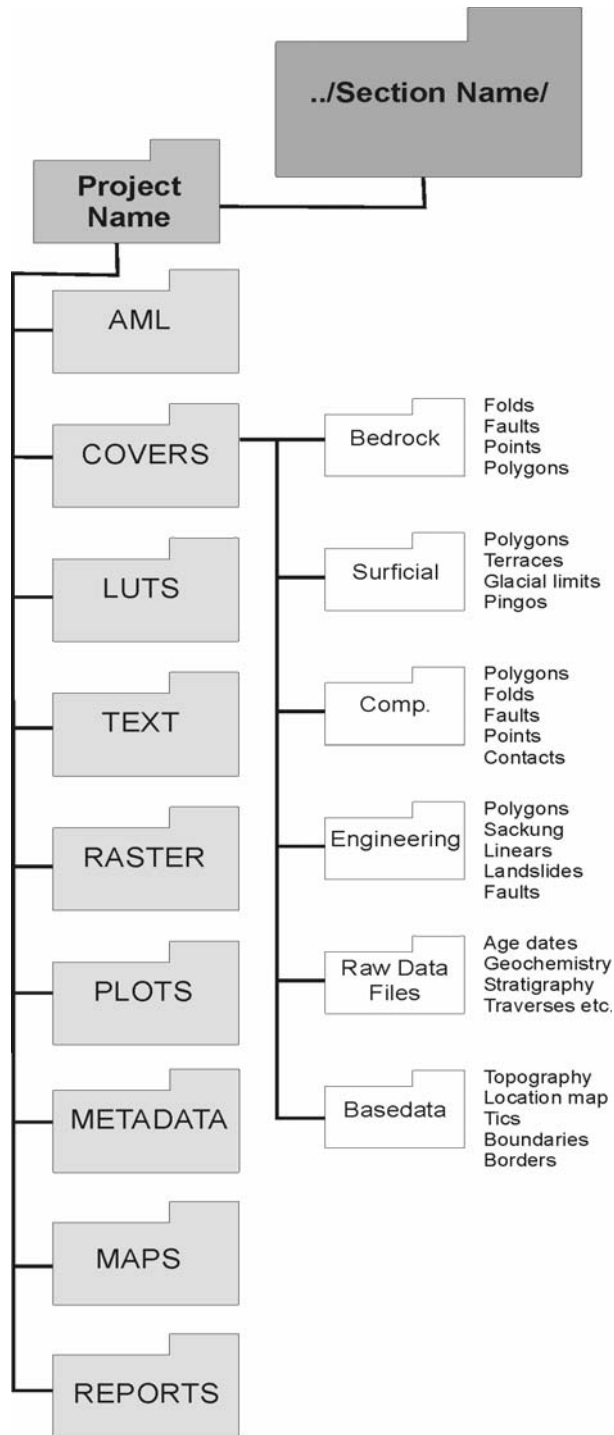 ../Section Name/
Project
Name
AML
COVERS
Bedrock
Folds
Faults
Points
Polygons
Surficial
Polygons
Terraces
Glacial limits
Pingos
LUTS
Comp.
Polygons
Folds
Faults
Points
Contacts
TEXT
Engineering
Polygons
Sackung
Linears
Landslides
Faults
RASTER
Raw Data
Files
Age dates
Geochemistry
Stratigraphy
Traverses etc.
PLOTS
Basedata
Topography
Location map
Tics
Boundaries
Borders
METADATA
MAPS
REPORTS